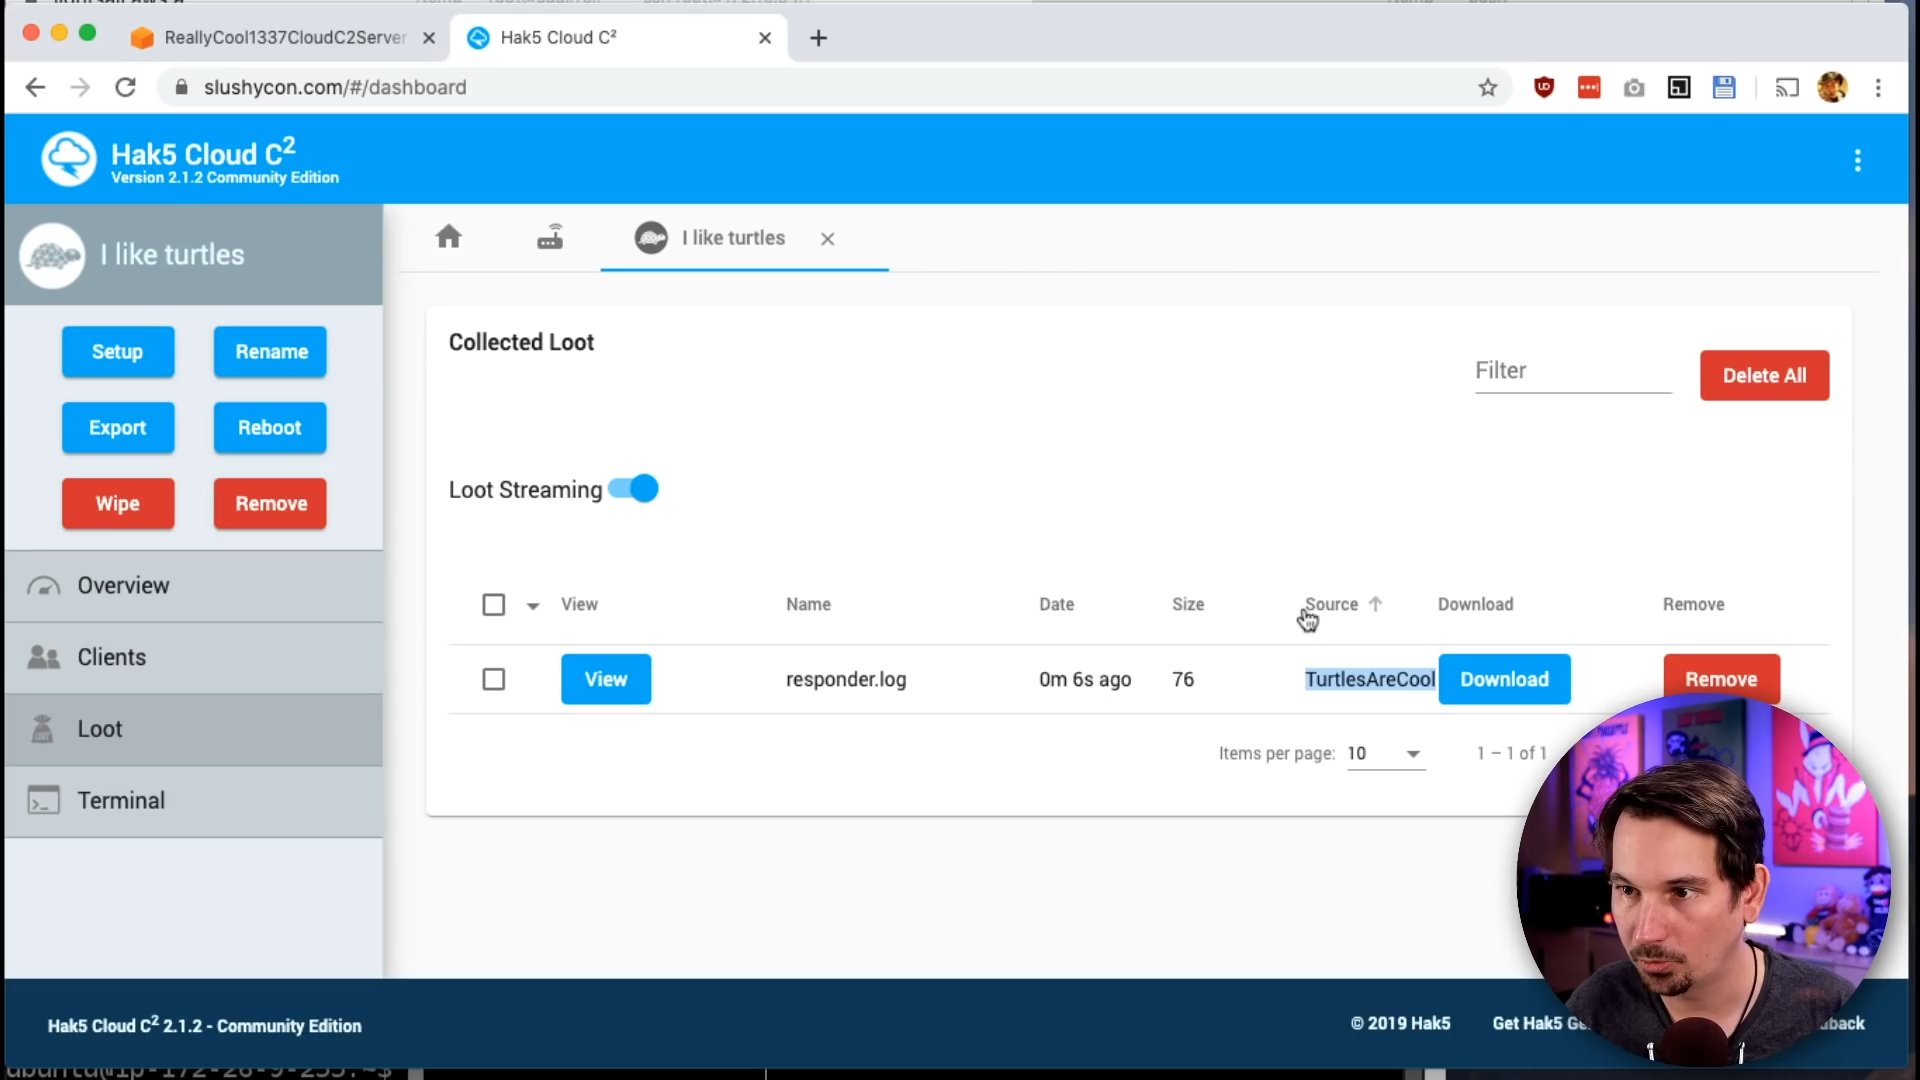 ReallyCool1337CloudC2Server
Hak5 Cloud C²
slushycon.com/#/dashboard
Hak5 Cloud C²
Version 2.1.2 Community Edition
I like turtles
I like turtles
Setup
Rename
Export
Reboot
Wipe
Remove
Overview
Clients
Loot
Terminal
Collected Loot
Filter
Delete All
Loot Streaming
View
Name
Date
Size
Source
Download
Remove
View
responder.log
0m 6s ago
76
TurtlesAreCool
Download
Remove
Items per page: 10
1 – 1 of 1
Hak5 Cloud C² 2.1.2 - Community Edition
© 2019 Hak5
Get Hak5